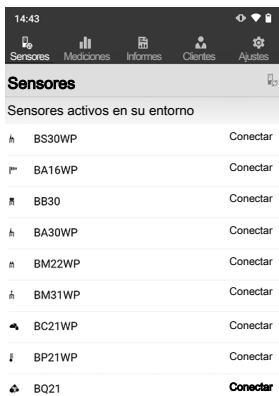 14:43
Sensores Mediciones Informes Clientes Ajustes
Sensores
Sensores activos en su entorno
BS30WP Conectar
BA16WP Conectar
BB30 Conectar
BA30WP Conectar
BM22WP Conectar
BM31WP Conectar
BC21WP Conectar
BP21WP Conectar
BQ21 Conectar